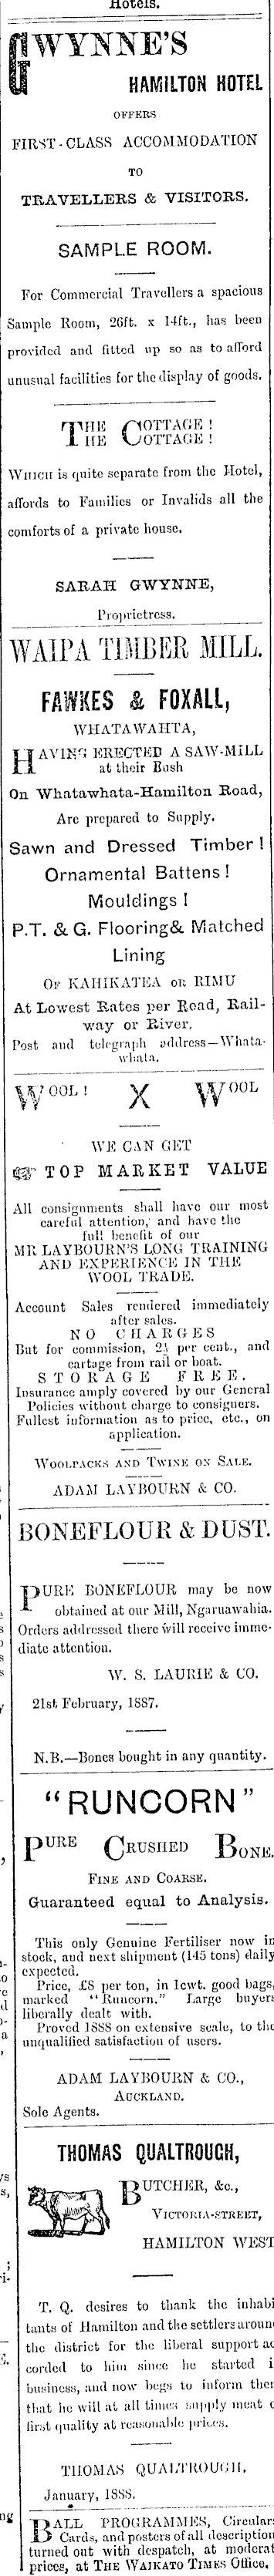 Hotels.
GWYNNE'S
HAMILTON HOTEL
OFFERS
FIRST-CLASS ACCOMMODATION
TO
TRAVELLERS & VISITORS.
SAMPLE ROOM.
For Commercial Travellers a spacious
Sample Room, 26ft. x 14ft., has been
provided and fitted up so as to afford
unusual facilities for the display of goods.
THE COTTAGE!
THE COTTAGE!
WHICH is quite separate from the Hotel,
affords to Families or Invalids all the
comforts of a private house.
SARAH GWYNNE,
Proprietress.
WAIPA TIMBER MILL.
FAWKES & FOXALL,
WHATAWAHTA,
HAVING ERECTED A SAW-MILL
at their Bush
On Whatawhata-Hamilton Road,
Are prepared to Supply.
Sawn and Dressed Timber!
Ornamental Battens!
Mouldings!
P.T. & G. Flooring & Matched
Lining
OF KAHIKATEA OR RIMU
At Lowest Rates per Road, Rail-
way or River.
Post and telegraph address—Whata-
whata.
WOOL! X WOOL
WE CAN GET
☞ TOP MARKET VALUE
All consignments shall have our most
careful attention, and have the
full benefit of our
MR LAYBOURN'S LONG TRAINING
AND EXPERIENCE IN THE
WOOL TRADE.
Account Sales rendered immediately
after sales.
NO CHARGES
But for commission, 2½ per cent., and
cartage from rail or boat.
STORAGE FREE.
Insurance amply covered by our General
Policies without charge to consigners.
Fullest information as to price, etc., on
application.
WOOLPACKS AND TWINE ON SALE.
ADAM LAYBOURN & CO.
BONEFLOUR & DUST.
PURE BONEFLOUR may be now
obtained at our Mill, Ngaruawahia.
Orders addressed there will receive imme-
diate attention.
W. S. LAURIE & CO.
21st February, 1887.
N.B.—Bones bought in any quantity.
"RUNCORN"
PURE CRUSHED BONE.
FINE AND COARSE.
Guaranteed equal to Analysis.
This only Genuine Fertiliser now in
stock, and next shipment (145 tons) daily
expected.
Price, £8 per ton, in 1cwt. good bags,
marked "Runcorn." Large buyers
liberally dealt with.
Proved 1888 on extensive scale, to the
unqualified satisfaction of users.
ADAM LAYBOURN & CO.,
AUCKLAND.
Sole Agents.
THOMAS QUALTROUGH,
BUTCHER, &c.,
VICTORIA-STREET,
HAMILTON WEST
T. Q. desires to thank the inhabi
tants of Hamilton and the settlers aroun
the district for the liberal support ac
corded to him since he started i
business, and now begs to inform the
that he will at all times supply meat
first quality at reasonable prices.
THOMAS QUALTROUGH.
January, 1888.
BALL PROGRAMMES, Circular
Cards, and posters of all description
turned out with despatch, at moderat
prices, at THE WAIKATO TIMES Office.